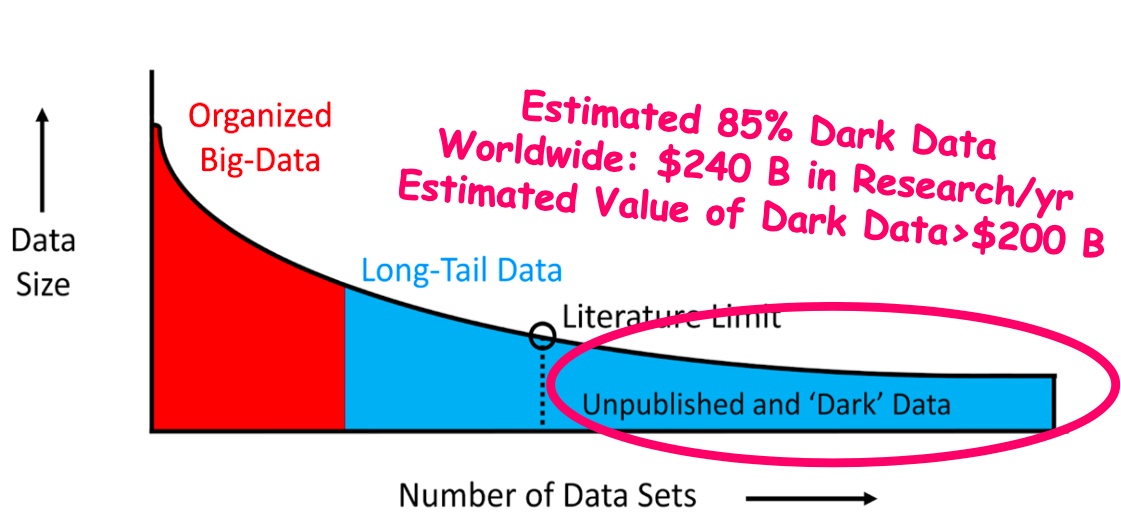 Estimated 85% Dark Data
Worldwide: $240 B in Research/yr
Estimated Value of Dark Data>$200 B
Organized
Big-Data
Data
Size
Long-Tail Data
Literature Limit
Unpublished and ‘Dark’ Data
Number of Data Sets